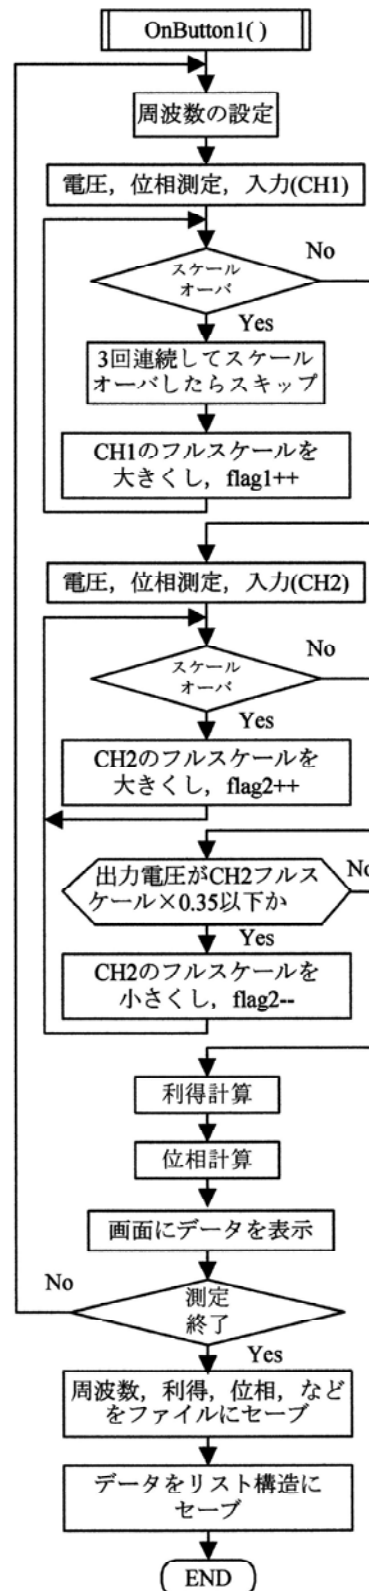 OnButton1( )
周波数の設定
電圧，位相測定，入力(CH1)
No
スケール
オーバ
Yes
3回連続してスケール
オーバしたらスキップ
CH1のフルスケールを
大きくし，flag1++
電圧，位相測定，入力(CH2)
No
スケール
オーバ
Yes
CH2のフルスケールを
大きくし，flag2++
出力電圧がCH2フルス
ケール×0.35以下か
No
Yes
CH2のフルスケールを
小さくし，flag2--
利得計算
位相計算
画面にデータを表示
No
測定
終了
Yes
周波数，利得，位相，など
をファイルにセーブ
データをリスト構造に
セーブ
END